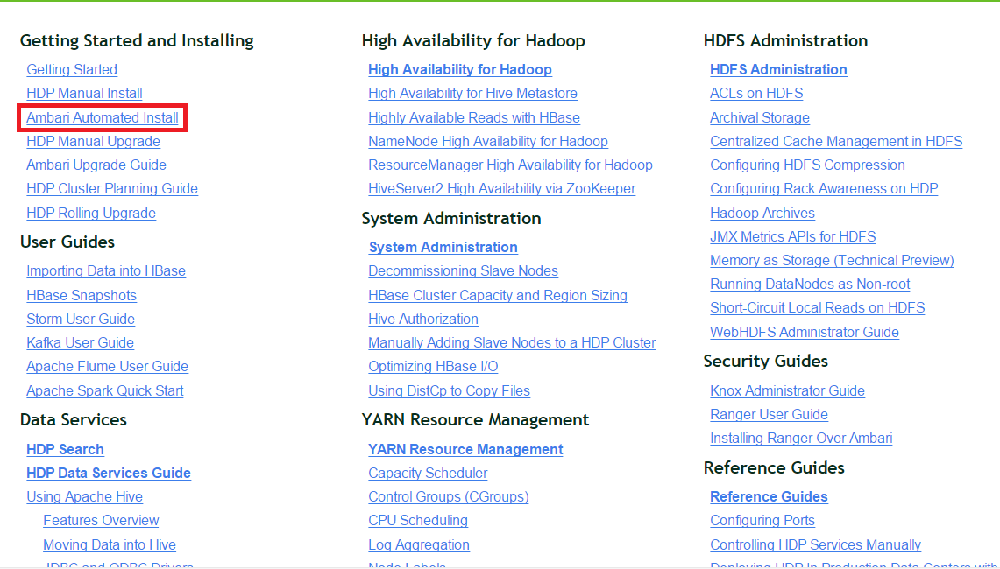 Getting Started and Installing
Getting Started
HDP Manual Install
Ambari Automated Install
HDP Manual Upgrade
Ambari Upgrade Guide
HDP Cluster Planning Guide
HDP Rolling Upgrade
User Guides
Importing Data into HBase
HBase Snapshots
Storm User Guide
Kafka User Guide
Apache Flume User Guide
Apache Spark Quick Start
Data Services
HDP Search
HDP Data Services Guide
Using Apache Hive
Features Overview
Moving Data into Hive
JDBC and ODBC Drivers
High Availability for Hadoop
High Availability for Hadoop
High Availability for Hive Metastore
Highly Available Reads with HBase
NameNode High Availability for Hadoop
ResourceManager High Availability for Hadoop
HiveServer2 High Availability via ZooKeeper
System Administration
System Administration
Decommissioning Slave Nodes
HBase Cluster Capacity and Region Sizing
Hive Authorization
Manually Adding Slave Nodes to a HDP Cluster
Optimizing HBase I/O
Using DistCp to Copy Files
YARN Resource Management
YARN Resource Management
Capacity Scheduler
Control Groups (CGroups)
CPU Scheduling
Log Aggregation
Node Labels
HDFS Administration
HDFS Administration
ACLs on HDFS
Archival Storage
Centralized Cache Management in HDFS
Configuring HDFS Compression
Configuring Rack Awareness on HDP
Hadoop Archives
JMX Metrics APIs for HDFS
Memory as Storage (Technical Preview)
Running DataNodes as Non-root
Short-Circuit Local Reads on HDFS
WebHDFS Administrator Guide
Security Guides
Knox Administrator Guide
Ranger User Guide
Installing Ranger Over Ambari
Reference Guides
Reference Guides
Configuring Ports
Controlling HDP Services Manually
Deploying HDP In Production Data Centers with